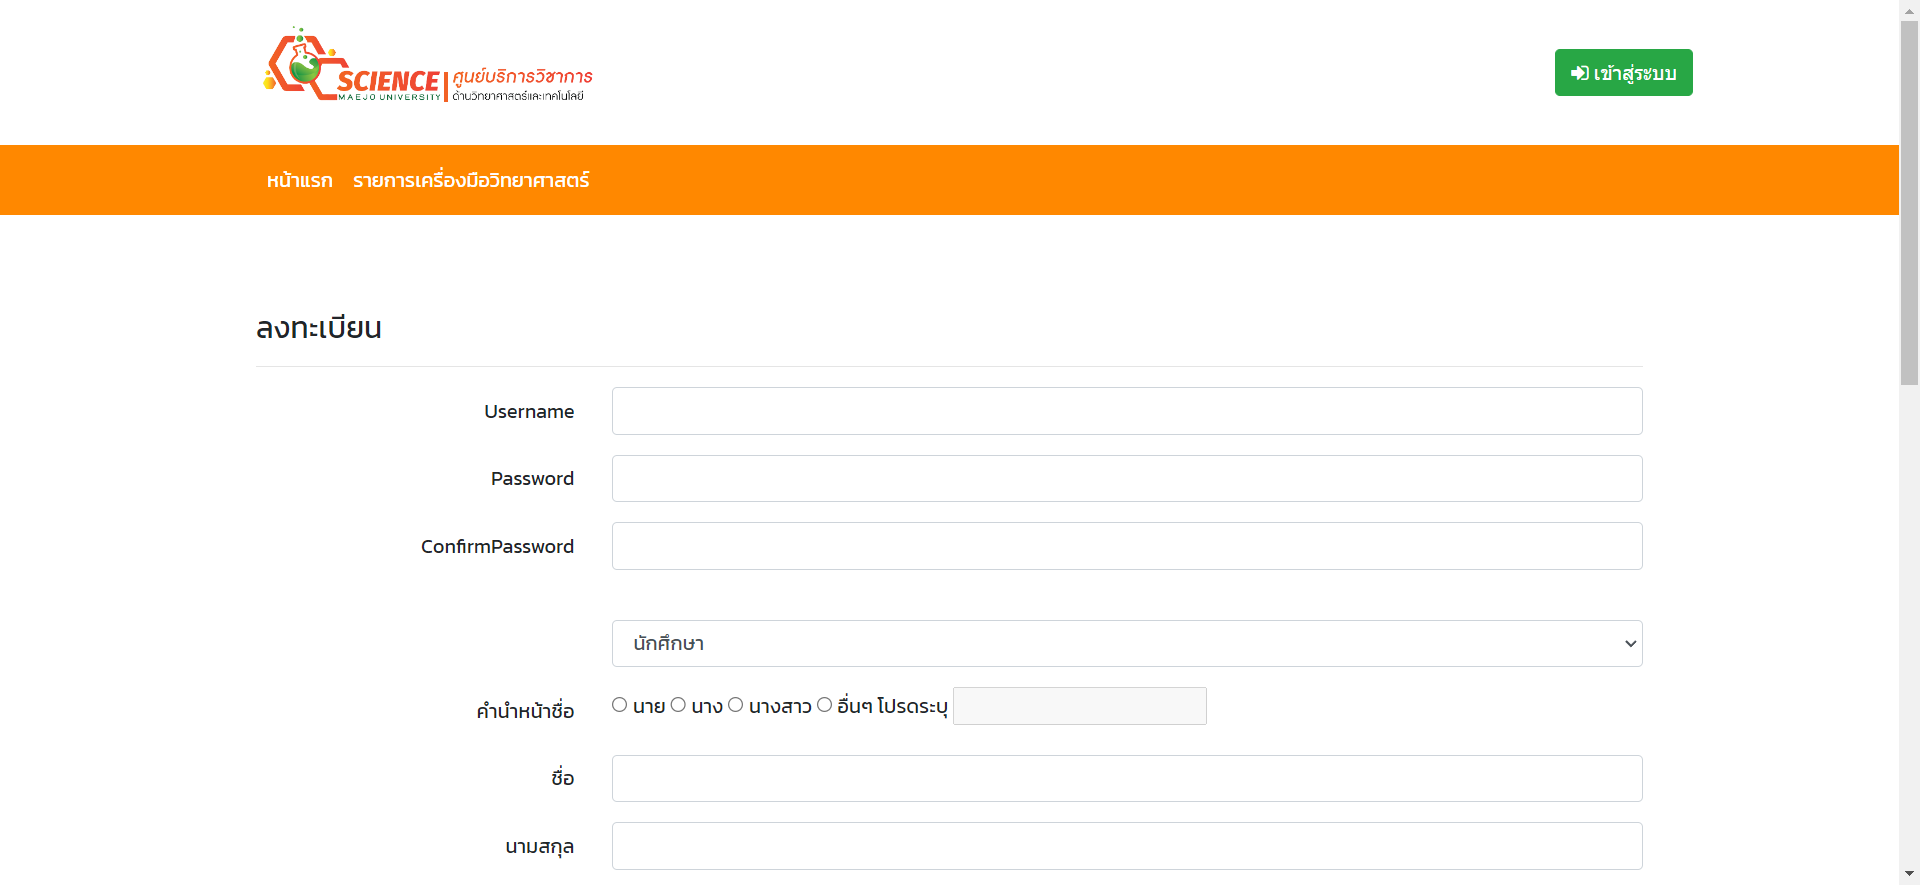 SCIENCE
MAEJO UNIVERSITY
ศูนย์บริการวิชาการ
ด้านวิทยาศาสตร์และเทคโนโลยี
เข้าสู่ระบบ
หน้าแรก รายการเครื่องมือวิทยาศาสตร์
ลงทะเบียน
Username
Password
ConfirmPassword
นักศึกษา
คำนำหน้าชื่อ นาย นาง นางสาว อื่นๆ โปรดระบุ
ชื่อ
นามสกุล